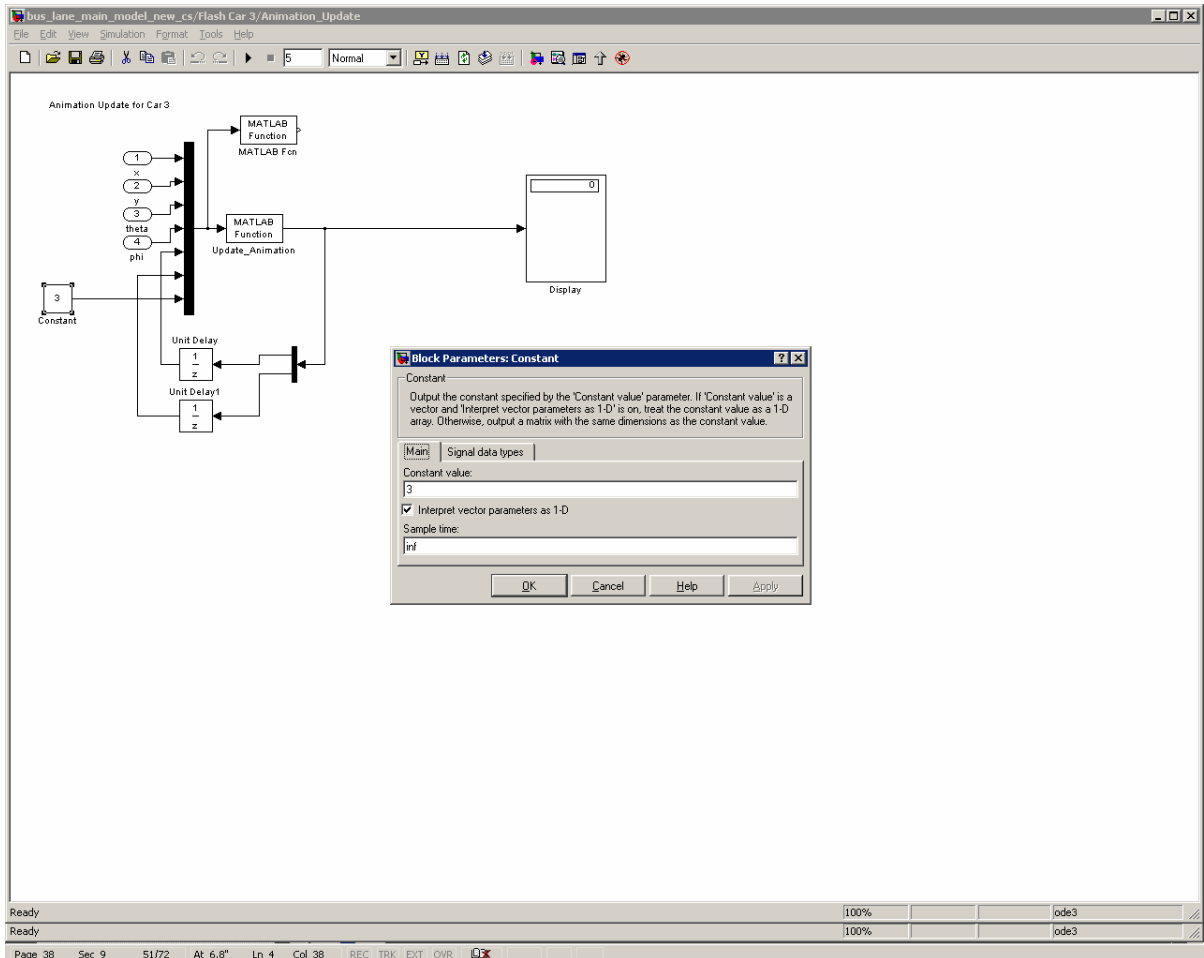 bus_lane_main_model_new_cs/Flash Car 3/Animation_Update
File Edit View Simulation Format Tools Help
5 Normal
Animation Update for Car 3
MATLAB
Function
MATLAB Fcn
1
x
2
y
3
theta
4
phi
MATLAB
Function
Update_Animation
0
Display
3
Constant
Unit Delay
1
z
Unit Delay1
1
z
Block Parameters: Constant
Constant
Output the constant specified by the 'Constant value' parameter. If 'Constant value' is a
vector and 'Interpret vector parameters as 1-D' is on, treat the constant value as a 1-D
array. Otherwise, output a matrix with the same dimensions as the constant value.
Main Signal data types
Constant value:
3
Interpret vector parameters as 1-D
Sample time:
inf
OK Cancel Help Apply
Ready 100% ode3
Ready 100% ode3
Page 38 Sec 9 51/72 At 6.8" Ln 4 Col 38 REC TRK EXT OVR